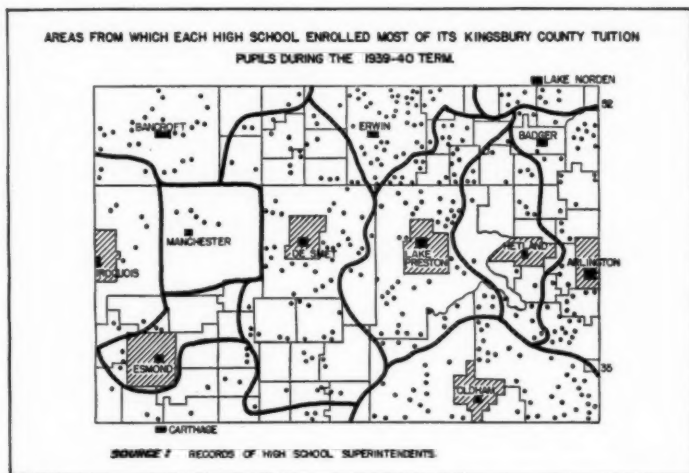 AREAS FROM WHICH EACH HIGH SCHOOL ENROLLED MOST OF ITS KINGSBURY COUNTY TUITION
PUPILS DURING THE 1939-40 TERM.
LAKE NORDEN
52
BANCROFT
ERWIN
BADGER
MANCHESTER
DE SMET
LAKE
PRESTON
HETLAND
IROQUOIS
ARLINGTON
ESMOND
35
OLDHAM
CARTHAGE
SOURCE: RECORDS OF HIGH SCHOOL SUPERINTENDENTS.